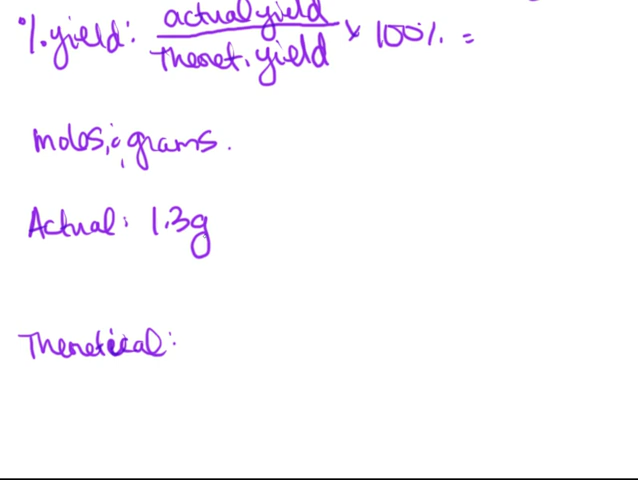 %.yield: actual yield / Theoret. yield × 100% =
moles, grams.
Actual: 1.3g
Theoretical: